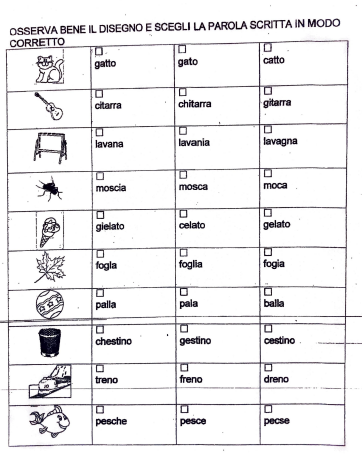 OSSERVA BENE IL DISEGNO E SCEGLI LA PAROLA SCRITTA IN MODO
CORRETTO
gatto gato catto
citarra chitarra gitarra
lavana lavania lavagna
moscia mosca moca
gielato celato gelato
fogla foglia fogia
palla pala balla
chestino gestino cestino
treno freno dreno
pesche pesce pecse